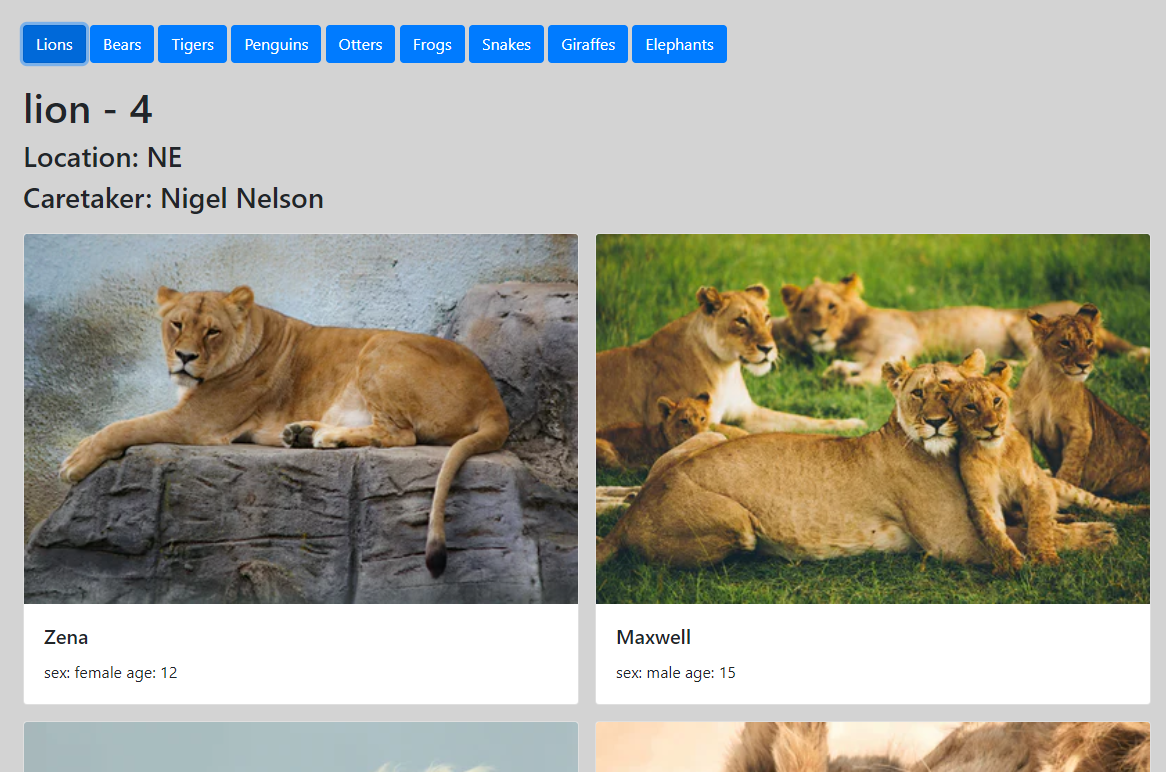 Lions Bears Tigers Penguins Otters Frogs Snakes Giraffes Elephants
lion - 4
Location: NE
Caretaker: Nigel Nelson
Zena
sex: female age: 12
Maxwell
sex: male age: 15